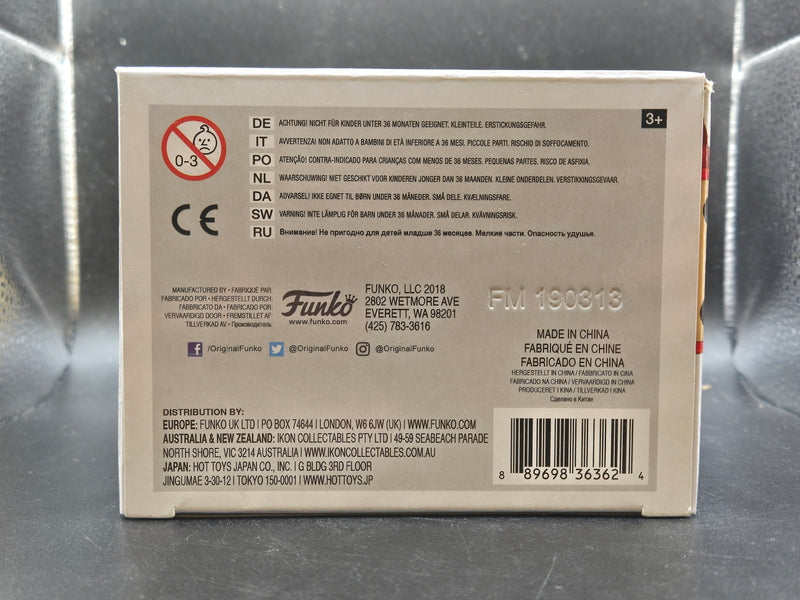 0-3
DE ACHTUNG! NICHT FÜR KINDER UNTER 36 MONATEN GEEIGNET. KLEINTEILE. ERSTICKUNGSGEFAHR.
IT AVVERTENZA! NON ADATTO A BAMBINI DI ETÀ INFERIORE A 36 MESI. PICCOLE PARTI. RISCHIO DI SOFFOCAMENTO.
PO ATENÇÃO! CONTRA-INDICADO PARA CRIANÇAS COM MENOS DE 36 MESES. PEQUENAS PARTES. RISCO DE ASFIXIA.
NL WAARSCHUWING! NIET GESCHIKT VOOR KINDEREN JONGER DAN 36 MAANDEN. KLEINE ONDERDELEN. VERSTIKKINGSGEVAAR.
DA ADVARSEL! IKKE EGNET TIL BØRN UNDER 36 MÅNEDER. SMÅ DELE. KVÆLNINGSFARE.
SW VARNING! INTE LÄMPLIG FÖR BARN UNDER 36 MÅNADER. SMÅ DELAR. KVÄVNINGSRISK.
RU Внимание! Не пригодно для детей младше 36 месяцев. Мелкие части. Опасность удушья.
3+
CE
MANUFACTURED BY • FABRIQUÉ PAR:
FABRICADO POR • HERGESTELLT DURCH:
FABBRICATO DA • FABRICADO POR:
VERVAARDIGD DOOR • FREMSTILLET AF:
TILLVERKAD AV • Производитель:
Funko
www.funko.com
FUNKO, LLC 2018
2802 WETMORE AVE
EVERETT, WA 98201
(425) 783-3616
FM 190313
/OriginalFunko @OriginalFunko @OriginalFunko
MADE IN CHINA
FABRIQUÉ EN CHINE
FABRICADO EN CHINA
HERGESTELLT IN CHINA / FABBRICATO IN CINA
FABRICADO NA CHINA / VERVAARDIGD IN CHINA
PRODUCERET I KINA / TILLVERKAD I KINA
Сделано в Китае
DISTRIBUTION BY:
EUROPE: FUNKO UK LTD | PO BOX 74644 | LONDON, W6 6JW (UK) | WWW.FUNKO.COM
AUSTRALIA & NEW ZEALAND: IKON COLLECTABLES PTY LTD | 49-59 SEABEACH PARADE
NORTH SHORE, VIC 3214 AUSTRALIA | WWW.IKONCOLLECTABLES.COM.AU
JAPAN: HOT TOYS JAPAN CO., INC. | G BLDG 3RD FLOOR
JINGUMAE 3-30-12 | TOKYO 150-0001 | WWW.HOTTOYS.JP
8 89698 36362 4